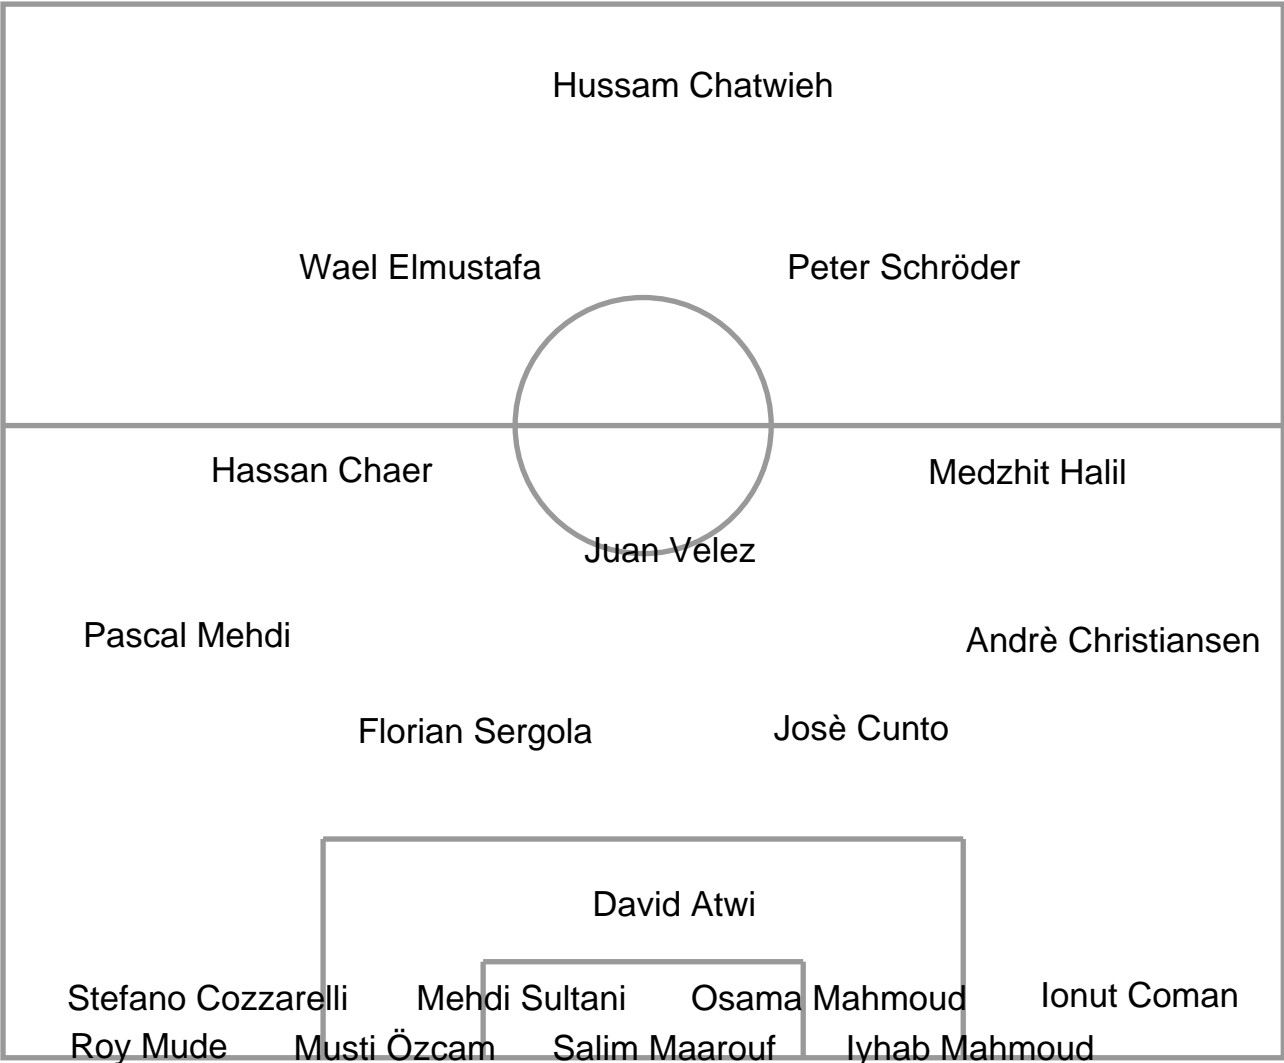 Hussam Chatwieh
Wael Elmustafa Peter Schröder
Hassan Chaer Medzhit Halil
Juan Velez
Pascal Mehdi Andrè Christiansen
Florian Sergola Josè Cunto
David Atwi
Stefano Cozzarelli Mehdi Sultani Osama Mahmoud Ionut Coman
Roy Mude Musti Özcam Salim Maarouf Iyhab Mahmoud